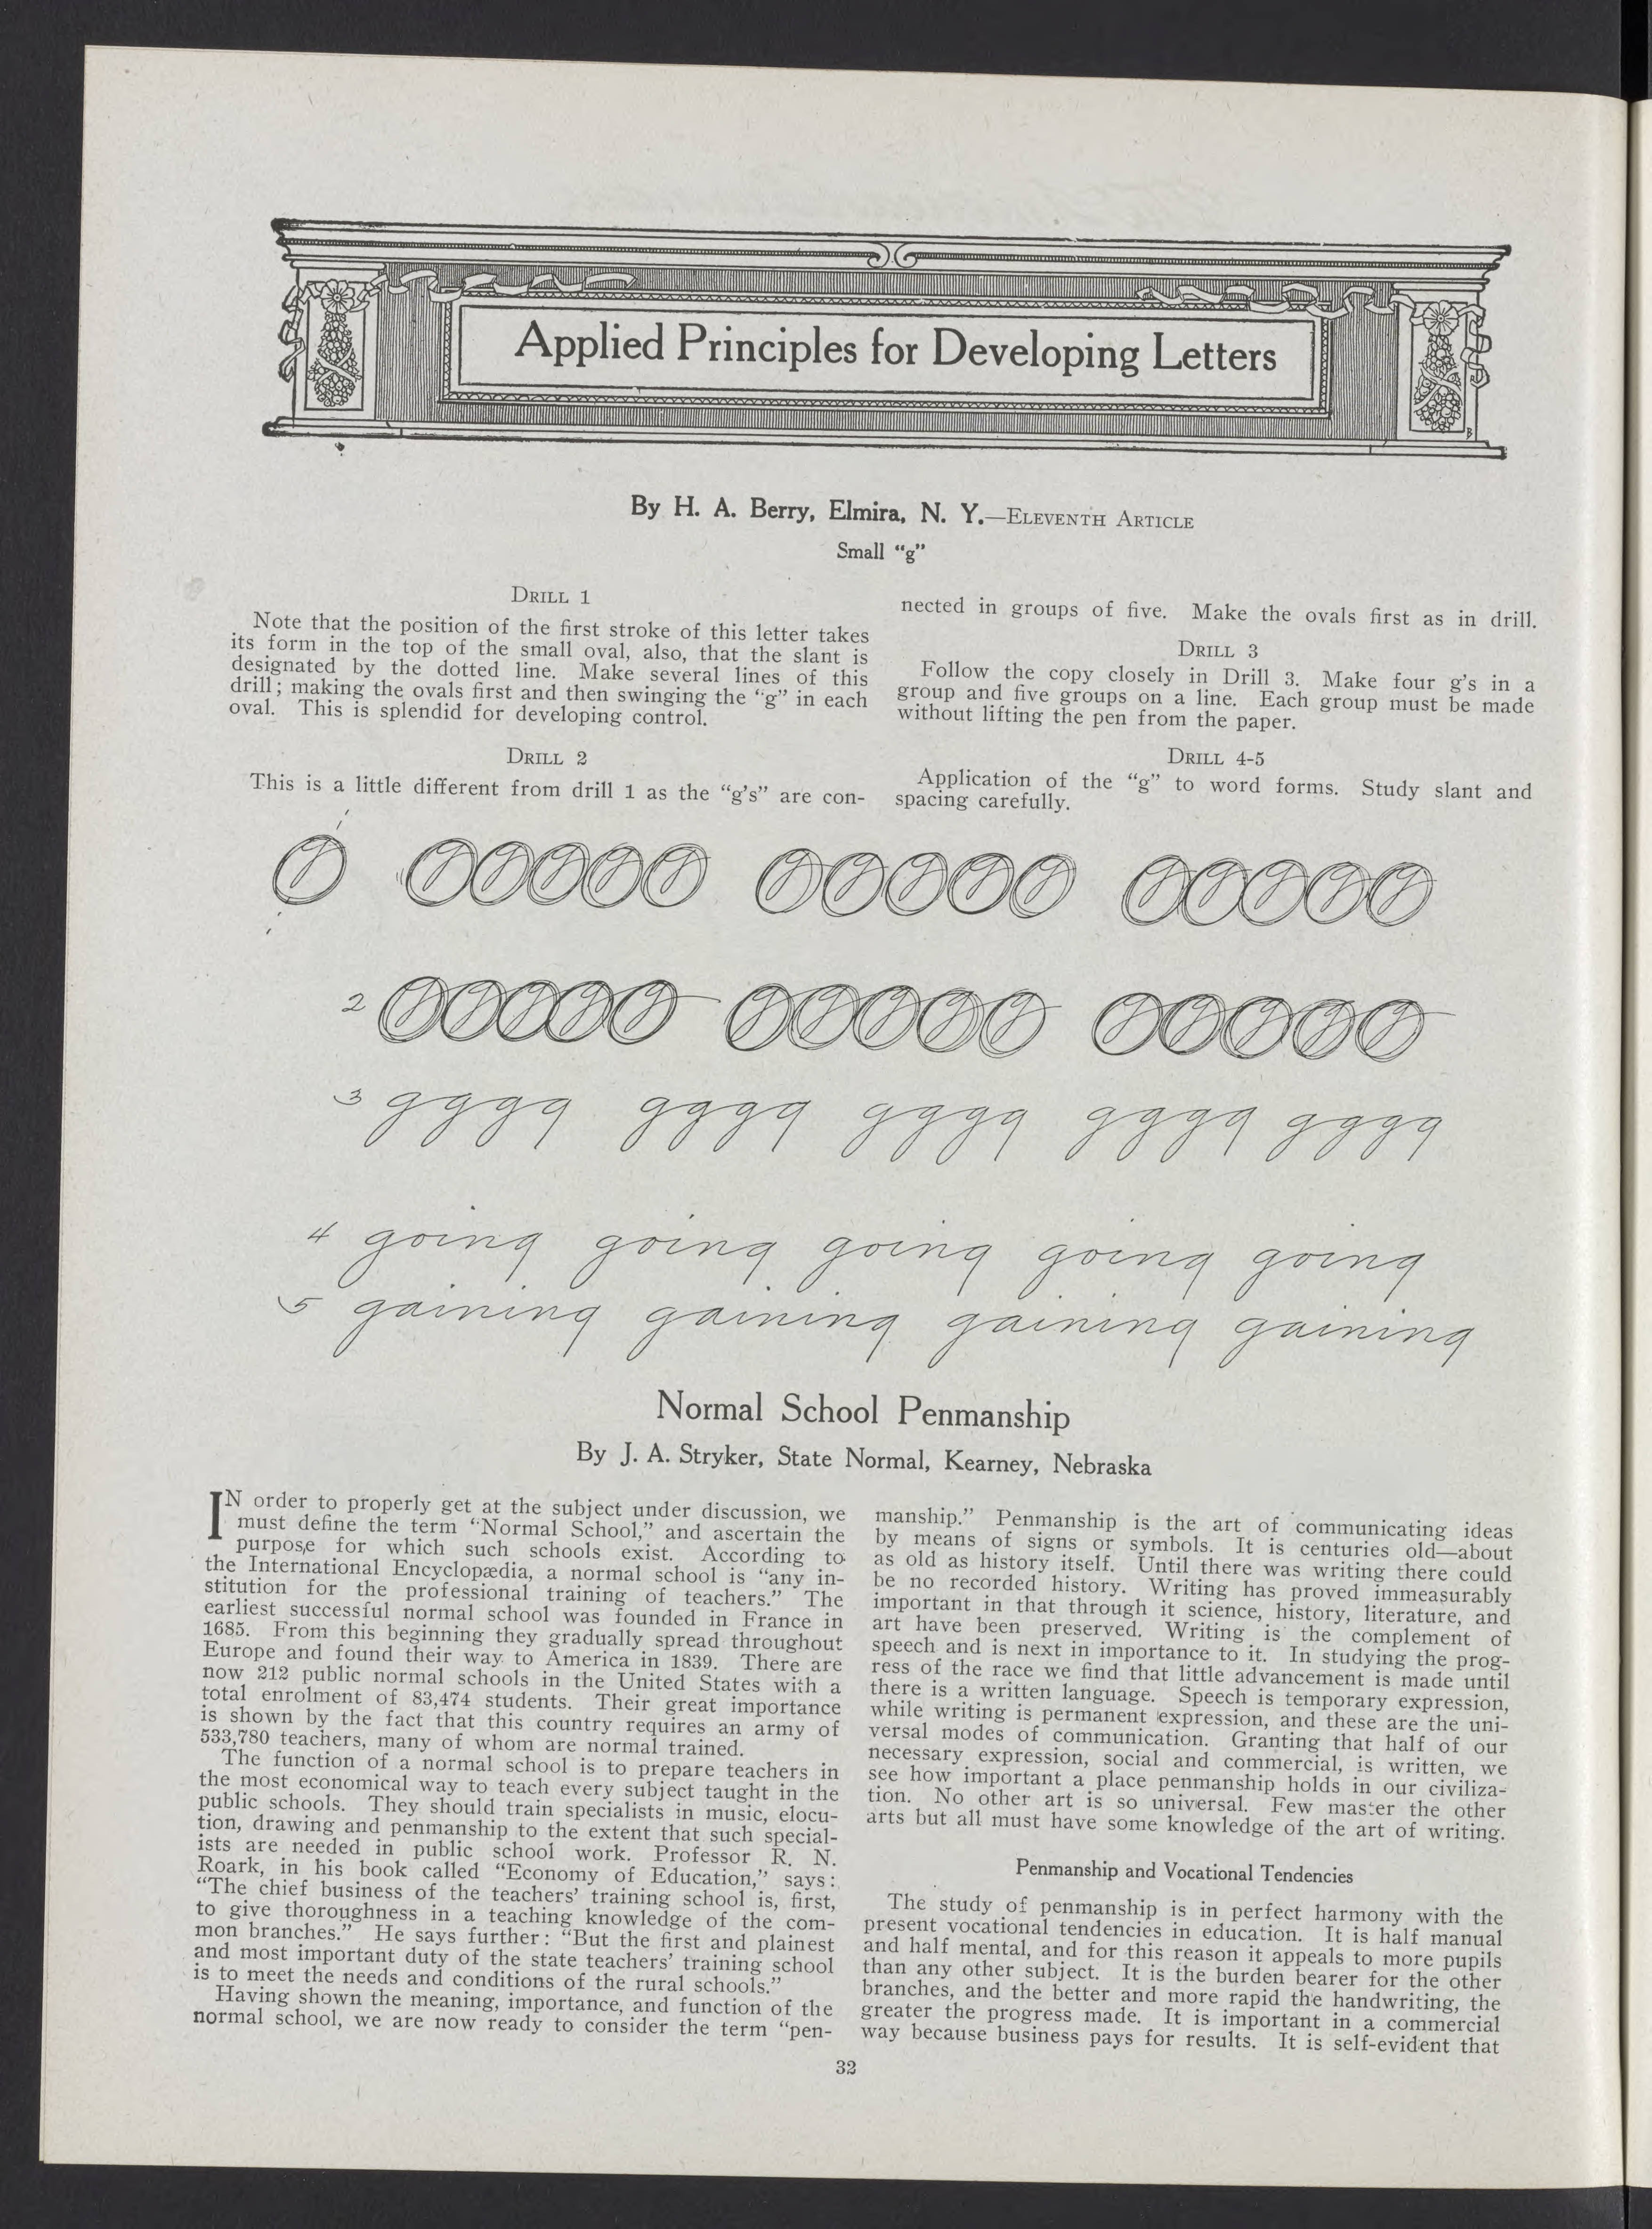 Applied Principles for Developing Letters
By H. A. Berry, Elmira, N. Y.—Eleventh Article
Small "g"
Drill 1
Note that the position of the first stroke of this letter takes
its form in the top of the small oval, also, that the slant is
designated by the dotted line. Make several lines of this
drill; making the ovals first and then swinging the "g" in each
oval. This is splendid for developing control.
Drill 2
This is a little different from drill 1 as the "g's" are con-
nected in groups of five. Make the ovals first as in drill.
Drill 3
Follow the copy closely in Drill 3. Make four g's in a
group and five groups on a line. Each group must be made
without lifting the pen from the paper.
Drill 4-5
Application of the "g" to word forms. Study slant and
spacing carefully.
2
3 gggg gggg gggg gggg gggg
4 going going going going going
5 gaining gaining gaining gaining
Normal School Penmanship
By J. A. Stryker, State Normal, Kearney, Nebraska
IN order to properly get at the subject under discussion, we
must define the term "Normal School," and ascertain the
purpose for which such schools exist. According to
the International Encyclopædia, a normal school is "any in-
stitution for the professional training of teachers." The
earliest successful normal school was founded in France in
1685. From this beginning they gradually spread throughout
Europe and found their way to America in 1839. There are
now 212 public normal schools in the United States with a
total enrolment of 83,474 students. Their great importance
is shown by the fact that this country requires an army of
533,780 teachers, many of whom are normal trained.
The function of a normal school is to prepare teachers in
the most economical way to teach every subject taught in the
public schools. They should train specialists in music, elocu-
tion, drawing and penmanship to the extent that such special-
ists are needed in public school work. Professor R. N.
Roark, in his book called "Economy of Education," says:
"The chief business of the teachers' training school is, first,
to give thoroughness in a teaching knowledge of the com-
mon branches." He says further: "But the first and plainest
and most important duty of the state teachers' training school
is to meet the needs and conditions of the rural schools."
Having shown the meaning, importance, and function of the
normal school, we are now ready to consider the term "pen-
manship." Penmanship is the art of communicating ideas
by means of signs or symbols. It is centuries old—about
as old as history itself. Until there was writing there could
be no recorded history. Writing has proved immeasurably
important in that through it science, history, literature, and
art have been preserved. Writing is the complement of
speech and is next in importance to it. In studying the prog-
ress of the race we find that little advancement is made until
there is a written language. Speech is temporary expression,
while writing is permanent expression, and these are the uni-
versal modes of communication. Granting that half of our
necessary expression, social and commercial, is written, we
see how important a place penmanship holds in our civiliza-
tion. No other art is so universal. Few master the other
arts but all must have some knowledge of the art of writing.
Penmanship and Vocational Tendencies
The study of penmanship is in perfect harmony with the
present vocational tendencies in education. It is half manual
and half mental, and for this reason it appeals to more pupils
than any other subject. It is the burden bearer for the other
branches, and the better and more rapid the handwriting, the
greater the progress made. It is important in a commercial
way because business pays for results. It is self-evident that
32